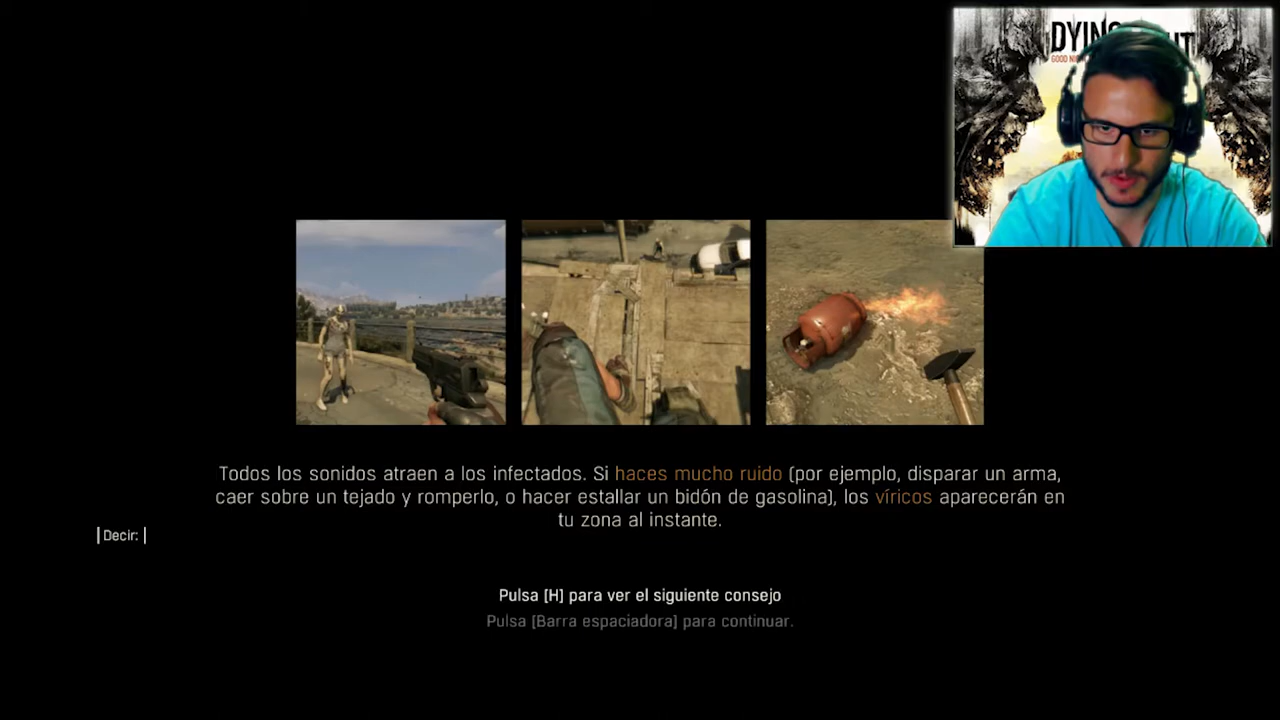 DYING
GOOD
Todos los sonidos atraen a los infectados. Si haces mucho ruido (por ejemplo, disparar un arma,
caer sobre un tejado y romperlo, o hacer estallar un bidón de gasolina), los víricos aparecerán en
tu zona al instante.
Decir:
Pulsa [H] para ver el siguiente consejo
Pulsa [Barra espaciadora] para continuar.